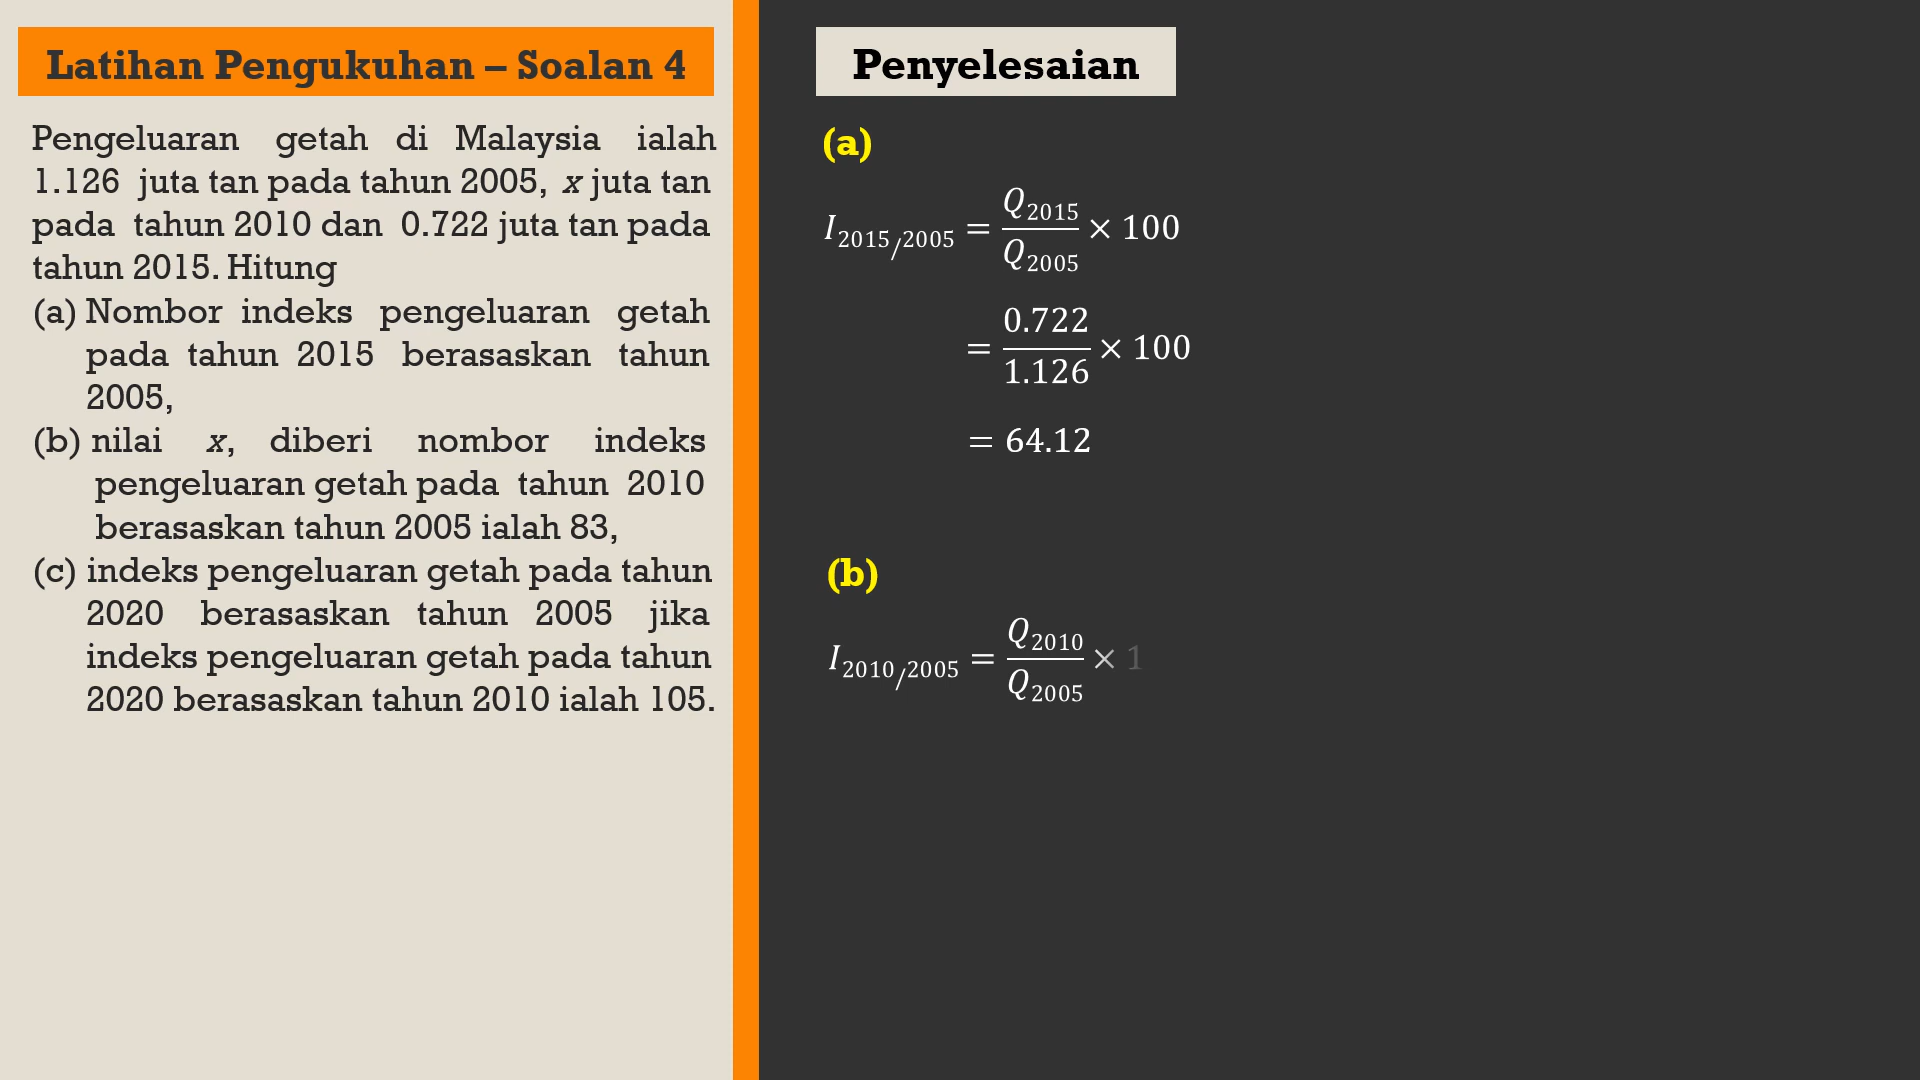 Latihan Pengukuhan – Soalan 4
Pengeluaran getah di Malaysia ialah
1.126 juta tan pada tahun 2005, x juta tan
pada tahun 2010 dan 0.722 juta tan pada
tahun 2015. Hitung
(a) Nombor indeks pengeluaran getah
pada tahun 2015 berasaskan tahun
2005,
(b) nilai x, diberi nombor indeks
pengeluaran getah pada tahun 2010
berasaskan tahun 2005 ialah 83,
(c) indeks pengeluaran getah pada tahun
2020 berasaskan tahun 2005 jika
indeks pengeluaran getah pada tahun
2020 berasaskan tahun 2010 ialah 105.
Penyelesaian
(a)
I2015/2005 = Q2015/Q2005 × 100
= 0.722/1.126 × 100
= 64.12
(b)
I2010/2005 = Q2010/Q2005 × 1